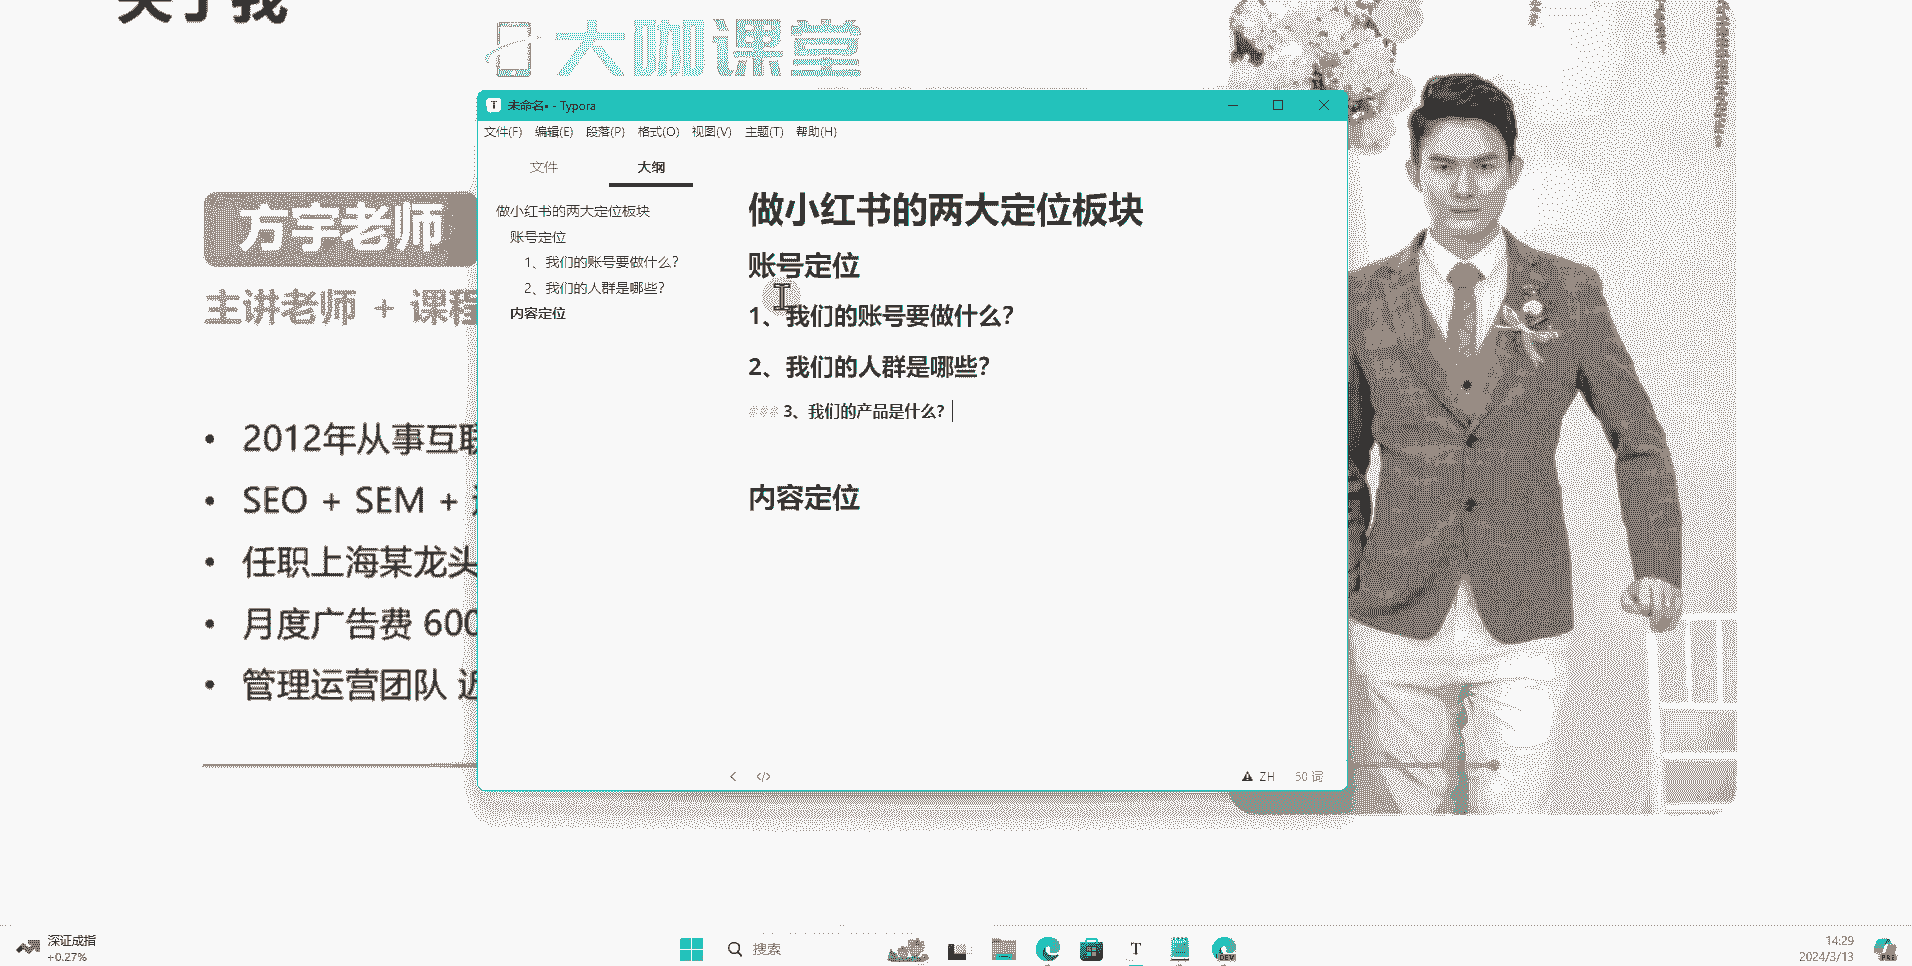 关于我
大咖课堂
未命名• - Typora
文件(F) 编辑(E) 段落(P) 格式(O) 视图(V) 主题(T) 帮助(H)
文件 大纲
做小红书的两大定位板块
账号定位
1、我们的账号要做什么？
2、我们的人群是哪些？
内容定位
做小红书的两大定位板块
账号定位
1、我们的账号要做什么？
2、我们的人群是哪些？
### 3、我们的产品是什么？
内容定位
ZH 50 词
方宇老师
主讲老师 + 课程
2012年从事互联
SEO + SEM +
任职上海某龙头
月度广告费 600
管理运营团队 近
深证成指
+0.27%
搜索
14:29
2024/3/13